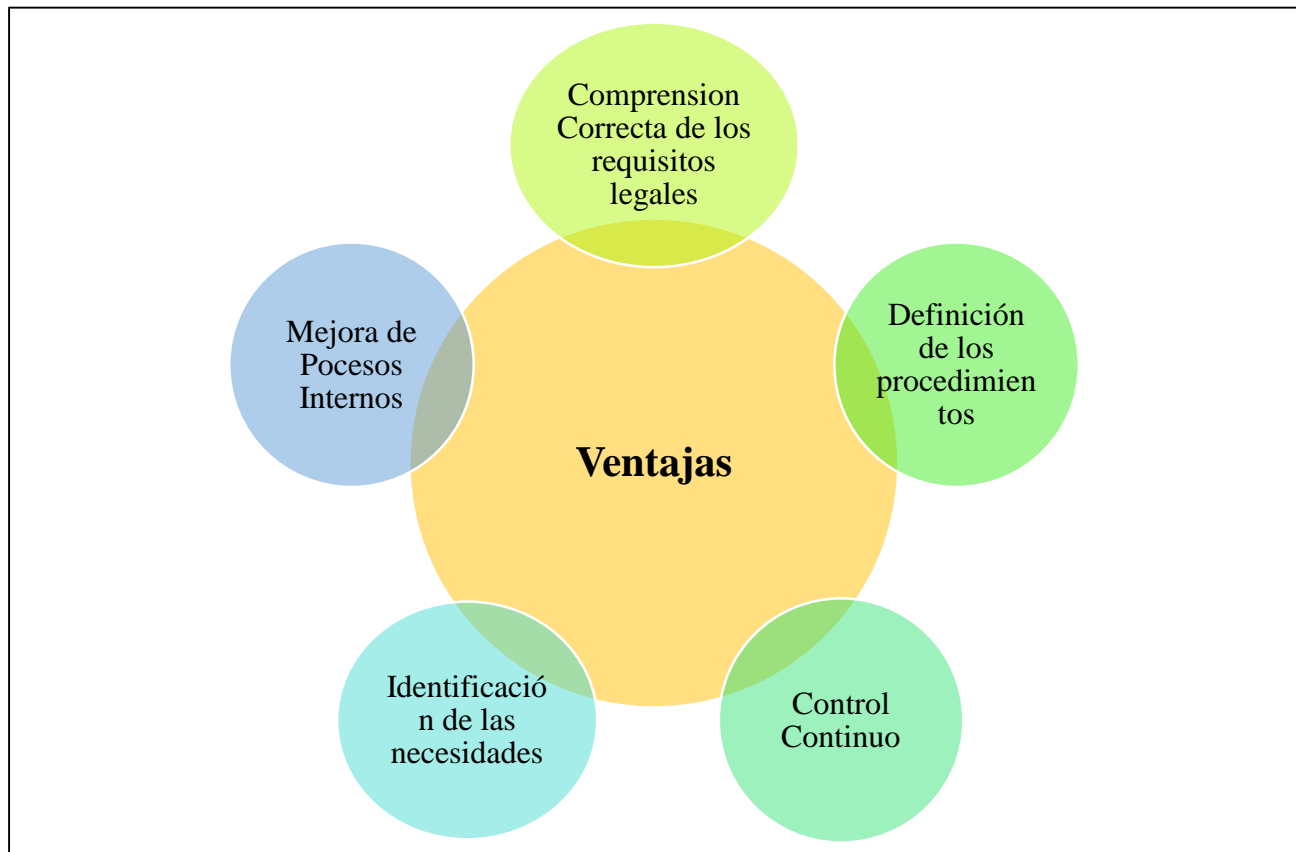 Comprension
Correcta de los
requisitos
legales
Definición
de los
procedimien
tos
Control
Continuo
Identificació
n de las
necesidades
Mejora de
Pocesos
Internos
Ventajas